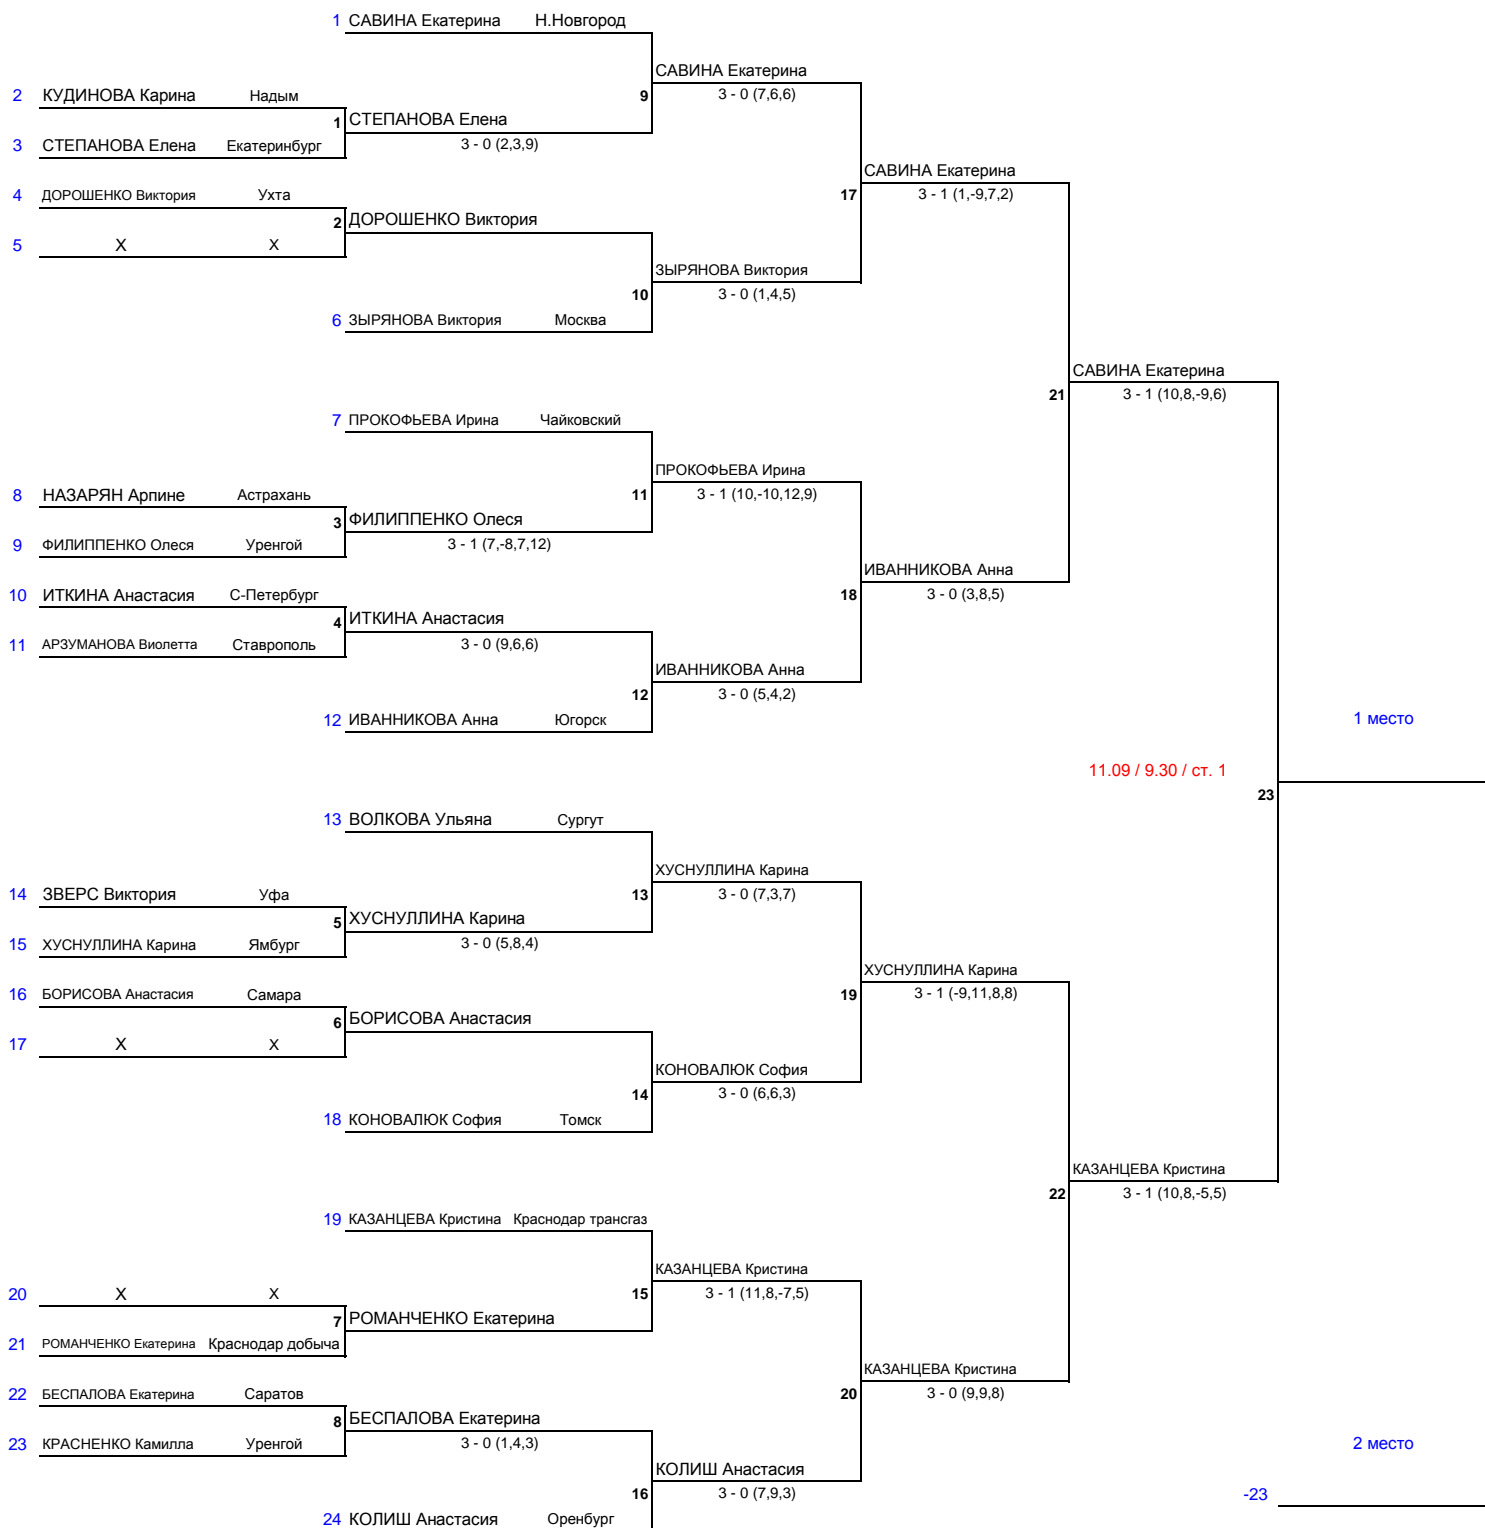 1 САВИНА Екатерина Н.Новгород
САВИНА Екатерина
2 КУДИНОВА Карина Надым 9 3 - 0 (7,6,6)
1 СТЕПАНОВА Елена
3 СТЕПАНОВА Елена Екатеринбург 3 - 0 (2,3,9)
САВИНА Екатерина
4 ДОРОШЕНКО Виктория Ухта 17 3 - 1 (1,-9,7,2)
2 ДОРОШЕНКО Виктория
5 X X
ЗЫРЯНОВА Виктория
10 3 - 0 (1,4,5)
6 ЗЫРЯНОВА Виктория Москва
САВИНА Екатерина
21 3 - 1 (10,8,-9,6)
7 ПРОКОФЬЕВА Ирина Чайковский
ПРОКОФЬЕВА Ирина
8 НАЗАРЯН Арпине Астрахань 11 3 - 1 (10,-10,12,9)
3 ФИЛИППЕНКО Олеся
9 ФИЛИППЕНКО Олеся Уренгой 3 - 1 (7,-8,7,12)
ИВАННИКОВА Анна
10 ИТКИНА Анастасия С-Петербург 18 3 - 0 (3,8,5)
4 ИТКИНА Анастасия
11 АРЗУМАНОВА Виолетта Ставрополь 3 - 0 (9,6,6)
ИВАННИКОВА Анна
12 3 - 0 (5,4,2)
12 ИВАННИКОВА Анна Югорск 1 место
11.09 / 9.30 / ст. 1
23
13 ВОЛКОВА Ульяна Сургут
ХУСНУЛЛИНА Карина
14 ЗВЕРС Виктория Уфа 13 3 - 0 (7,3,7)
5 ХУСНУЛЛИНА Карина
15 ХУСНУЛЛИНА Карина Ямбург 3 - 0 (5,8,4)
ХУСНУЛЛИНА Карина
16 БОРИСОВА Анастасия Самара 19 3 - 1 (-9,11,8,8)
6 БОРИСОВА Анастасия
17 X X
КОНОВАЛЮК София
14 3 - 0 (6,6,3)
18 КОНОВАЛЮК София Томск
КАЗАНЦЕВА Кристина
22 3 - 1 (10,8,-5,5)
19 КАЗАНЦЕВА Кристина Краснодар трансгаз
КАЗАНЦЕВА Кристина
20 X X 15 3 - 1 (11,8,-7,5)
7 РОМАНЧЕНКО Екатерина
21 РОМАНЧЕНКО Екатерина Краснодар добыча
КАЗАНЦЕВА Кристина
22 БЕСПАЛОВА Екатерина Саратов 20 3 - 0 (9,9,8)
8 БЕСПАЛОВА Екатерина
23 КРАСНЕНКО Камилла Уренгой 3 - 0 (1,4,3) 2 место
КОЛИШ Анастасия
16 3 - 0 (7,9,3) -23
24 КОЛИШ Анастасия Оренбург